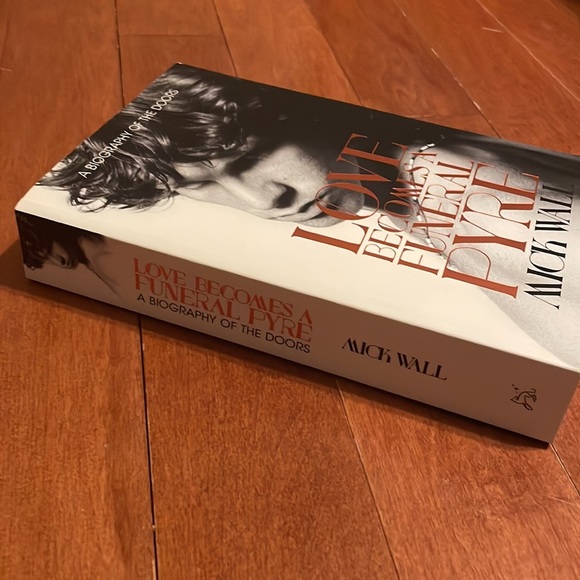 A BIOGRAPHY OF THE DOORS
LOVE
BECOMES A
FUNERAL
PYRE
MICK WALL
LOVE BECOMES A
FUNERAL PYRE
A BIOGRAPHY OF THE DOORS
MICK WALL